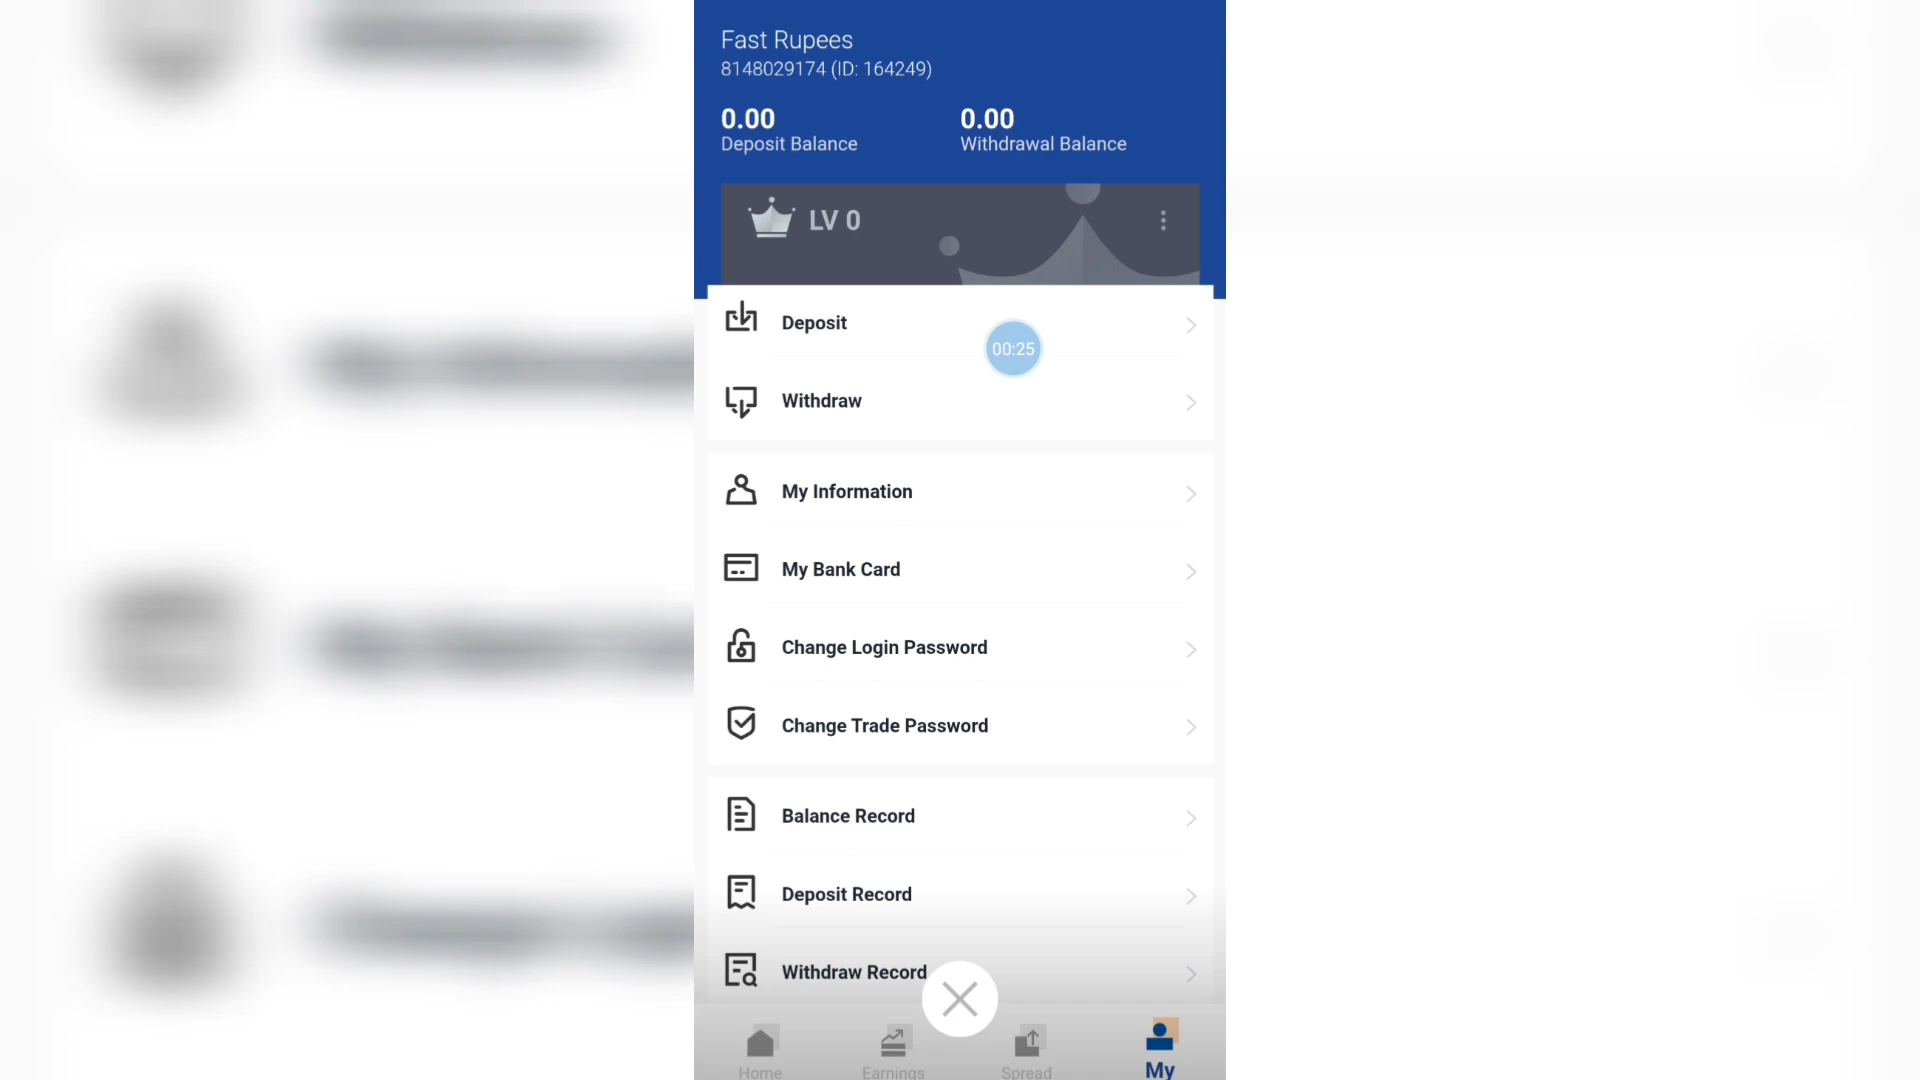 Fast Rupees
8148029174 (ID: 164249)
0.00 0.00
Deposit Balance Withdrawal Balance
LV 0
Deposit
00:25
Withdraw
My Information
My Bank Card
Change Login Password
Change Trade Password
Balance Record
Deposit Record
Withdraw Record
Home Earnings Spread My